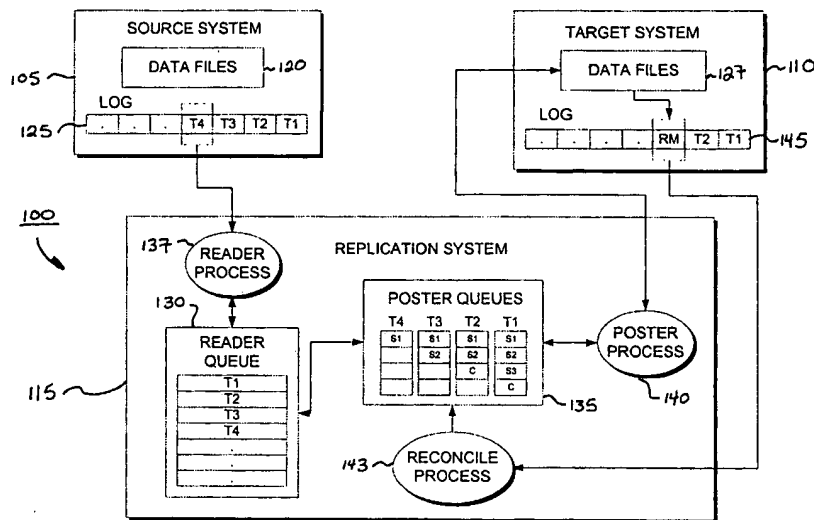 SOURCE SYSTEM
105
DATA FILES
120
LOG
125
. . . T4 T3 T2 T1
TARGET SYSTEM
DATA FILES
127
110
LOG
. . . . RM T2 T1
145
100
137
READER PROCESS
REPLICATION SYSTEM
130
READER QUEUE
T1
T2
T3
T4
.
.
.
115
POSTER QUEUES
T4 T3 T2 T1
S1 S1 S1 S1
S2 S2 S2
C S3
C
135
POSTER PROCESS
140
143
RECONCILE PROCESS